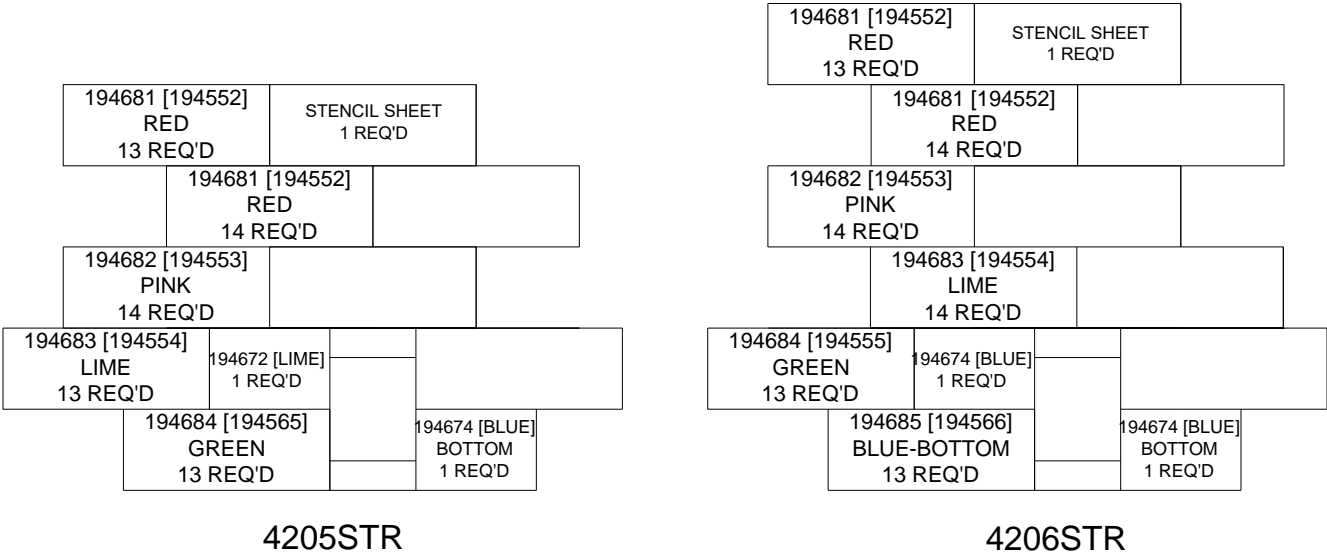 194681 [194552]
RED
13 REQ'D
STENCIL SHEET
1 REQ'D
194681 [194552]
RED
14 REQ'D
194682 [194553]
PINK
14 REQ'D
194683 [194554]
LIME
13 REQ'D
194672 [LIME]
1 REQ'D
194684 [194565]
GREEN
13 REQ'D
194674 [BLUE]
BOTTOM
1 REQ'D
4205STR
194681 [194552]
RED
13 REQ'D
STENCIL SHEET
1 REQ'D
194681 [194552]
RED
14 REQ'D
194682 [194553]
PINK
14 REQ'D
194683 [194554]
LIME
14 REQ'D
194684 [194555]
GREEN
13 REQ'D
194674 [BLUE]
1 REQ'D
194685 [194566]
BLUE-BOTTOM
13 REQ'D
194674 [BLUE]
BOTTOM
1 REQ'D
4206STR